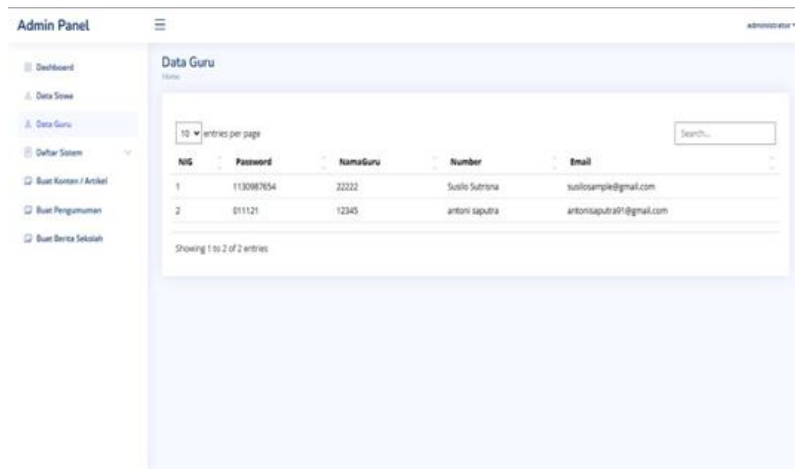 Admin Panel
administrator
Dashboard
Data Siswa
Data Guru
Daftar Sistem
Buat Konten / Artikel
Buat Pengumuman
Buat Berita Sekolah
Data Guru
Home
10 entries per page
Search...
NIG Password NamaGuru Number Email
1 1130987654 22222 Susilo Sutrisna susilosample@gmail.com
2 011121 12345 antoni saputra antonisaputra91@gmail.com
Showing 1 to 2 of 2 entries